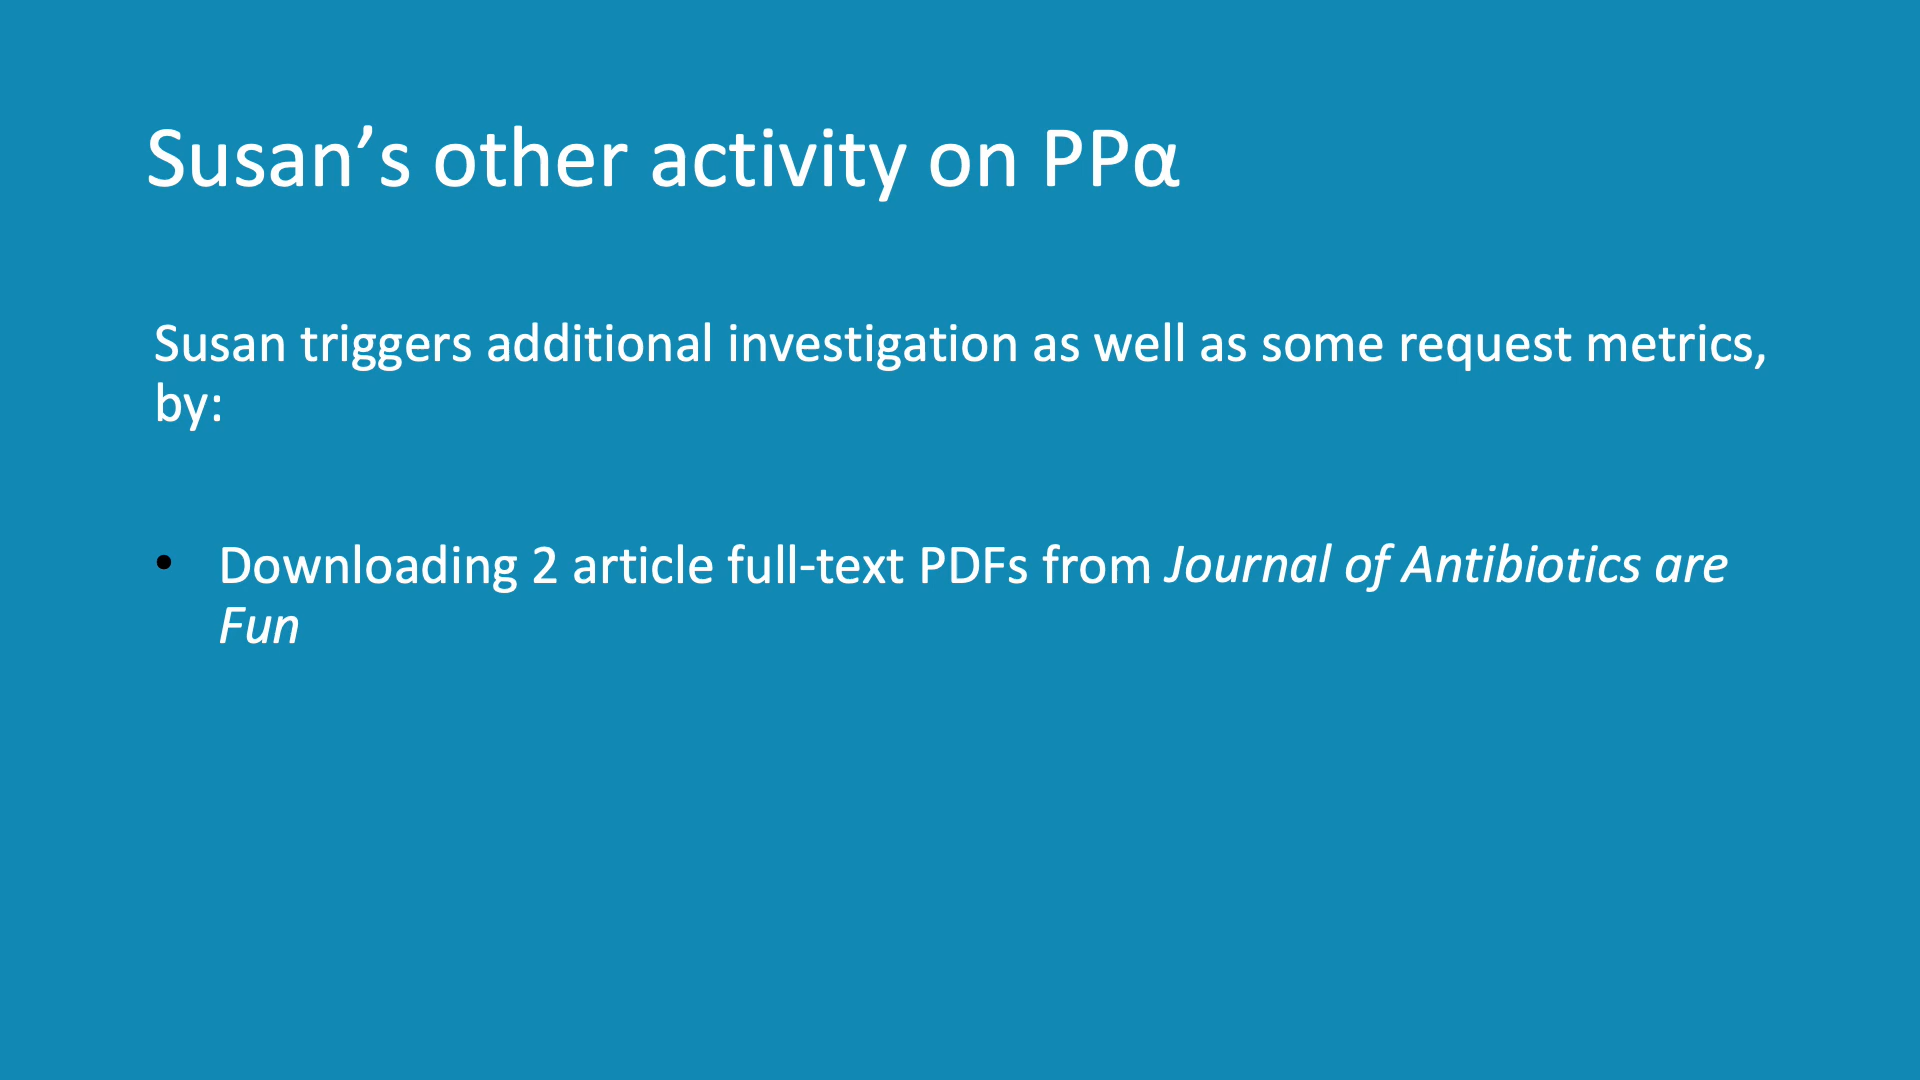 Susan’s other activity on PPα
Susan triggers additional investigation as well as some request metrics,
by:
• Downloading 2 article full-text PDFs from Journal of Antibiotics are
Fun